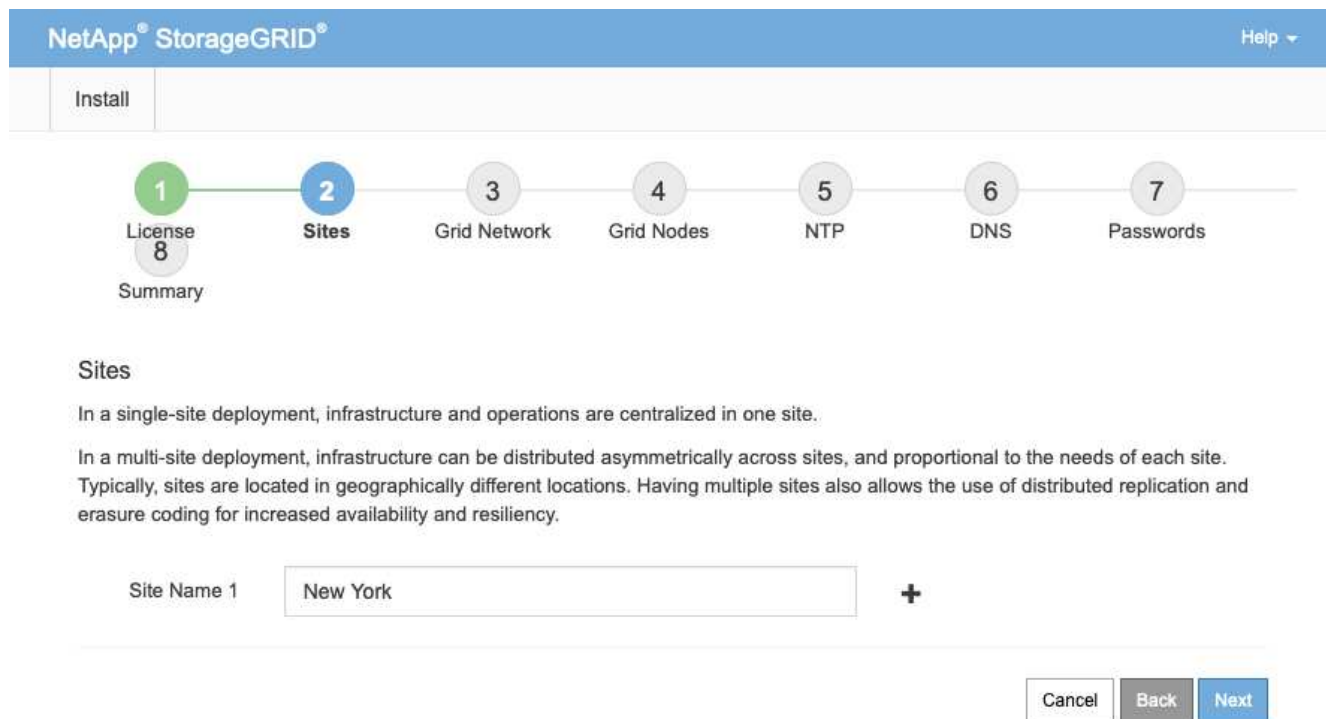 NetApp® StorageGRID®
Help
Install
1 2 3 4 5 6 7
License Sites Grid Network Grid Nodes NTP DNS Passwords
8
Summary
Sites
In a single-site deployment, infrastructure and operations are centralized in one site.
In a multi-site deployment, infrastructure can be distributed asymmetrically across sites, and proportional to the needs of each site.
Typically, sites are located in geographically different locations. Having multiple sites also allows the use of distributed replication and
erasure coding for increased availability and resiliency.
Site Name 1 New York
Cancel Back Next